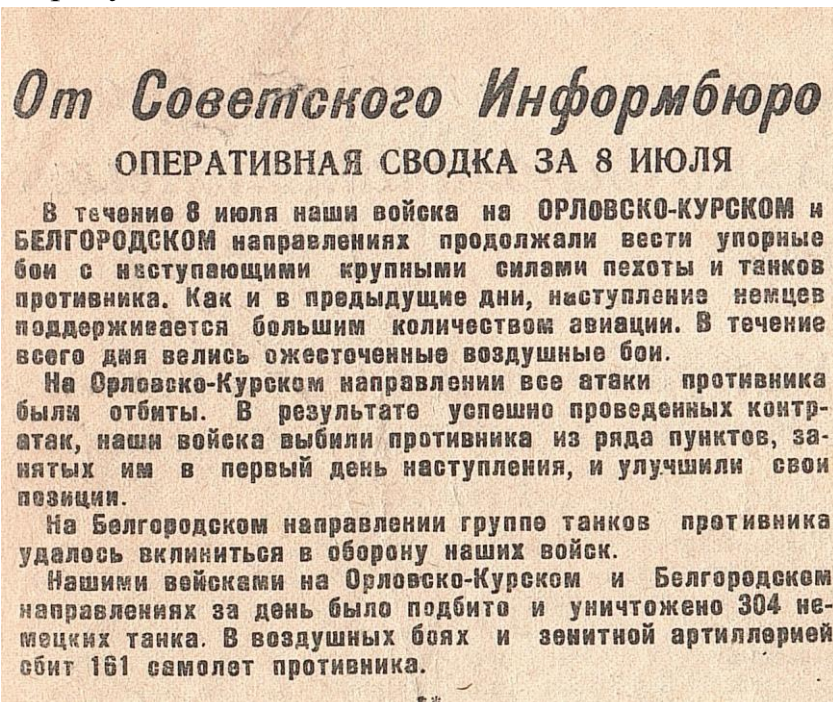 От Советского Информбюро
ОПЕРАТИВНАЯ СВОДКА ЗА 8 ИЮЛЯ
В течение 8 июля наши войска на ОРЛОВСКО-КУРСКОМ и
БЕЛГОРОДСКОМ направлениях продолжали вести упорные
бои с наступающими крупными силами пехоты и танков
противника. Как и в предыдущие дни, наступление немцев
поддерживается большим количеством авиации. В течение
всего дня велись ожесточенные воздушные бои.
На Орловско-Курском направлении все атаки противника
были отбиты. В результате успешно проведенных контр-
атак, наши войска выбили противника из ряда пунктов, за-
нятых им в первый день наступления, и улучшили свои
позиции.
На Белгородском направлении группе танков противника
удалось вклиниться в оборону наших войск.
Нашими войсками на Орловско-Курском и Белгородском
направлениях за день было подбито и уничтожено 304 не-
мецких танка. В воздушных боях и зенитной артиллерией
сбит 161 самолет противника.